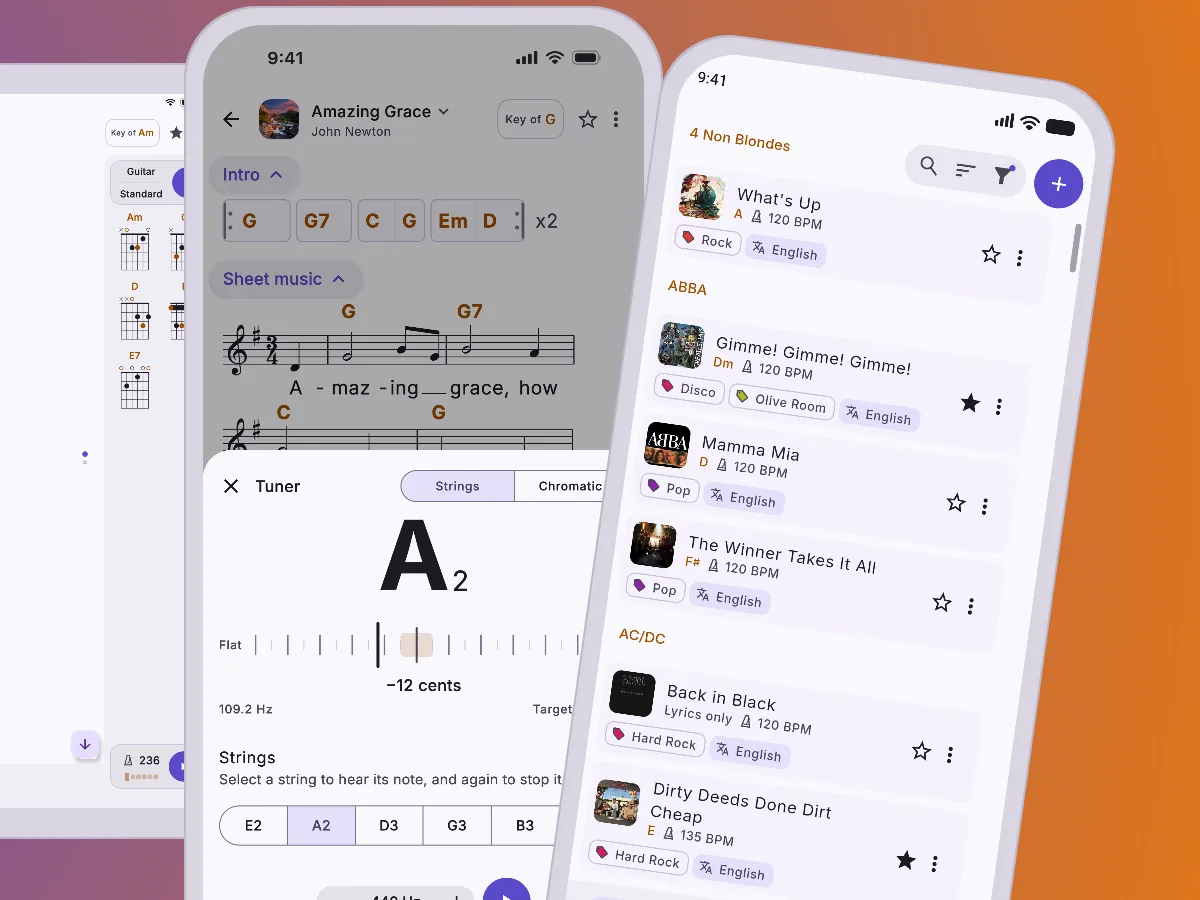 Key of Am
Guitar
Standard
Am
D
E7
236
9:41
Amazing Grace
John Newton
Key of G
Intro
G G7 C G Em D x2
Sheet music
G G7
3
4
A - maz - ing grace, how
C G
Tuner
Strings Chromatic
A2
Flat
−12 cents
109.2 Hz Target
Strings
Select a string to hear its note, and again to stop it
E2 A2 D3 G3 B3
9:41
4 Non Blondes
What's Up
A 120 BPM
Rock English
ABBA
Gimme! Gimme! Gimme!
Dm 120 BPM
Disco Olive Room English
ABBA
Mamma Mia
D 120 BPM
Pop English
The Winner Takes It All
F# 120 BPM
Pop English
AC/DC
Back in Black
Lyrics only 120 BPM
Hard Rock English
Dirty Deeds Done Dirt
Cheap
E 135 BPM
Hard Rock English